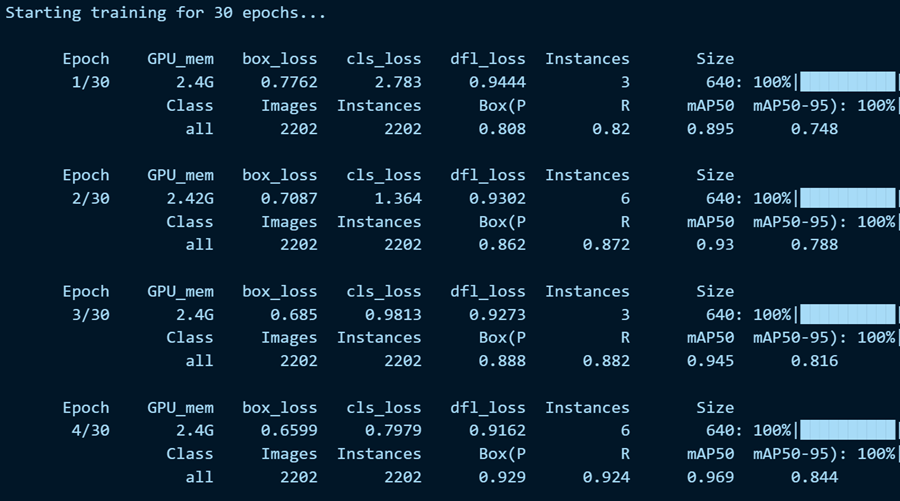 Starting training for 30 epochs...
Epoch GPU_mem box_loss cls_loss dfl_loss Instances Size
1/30 2.4G 0.7762 2.783 0.9444 3 640: 100%|
Class Images Instances Box(P R mAP50 mAP50-95): 100%|
all 2202 2202 0.808 0.82 0.895 0.748
Epoch GPU_mem box_loss cls_loss dfl_loss Instances Size
2/30 2.42G 0.7087 1.364 0.9302 6 640: 100%|
Class Images Instances Box(P R mAP50 mAP50-95): 100%|
all 2202 2202 0.862 0.872 0.93 0.788
Epoch GPU_mem box_loss cls_loss dfl_loss Instances Size
3/30 2.4G 0.685 0.9813 0.9273 3 640: 100%|
Class Images Instances Box(P R mAP50 mAP50-95): 100%|
all 2202 2202 0.888 0.882 0.945 0.816
Epoch GPU_mem box_loss cls_loss dfl_loss Instances Size
4/30 2.4G 0.6599 0.7979 0.9162 6 640: 100%|
Class Images Instances Box(P R mAP50 mAP50-95): 100%|
all 2202 2202 0.929 0.924 0.969 0.844